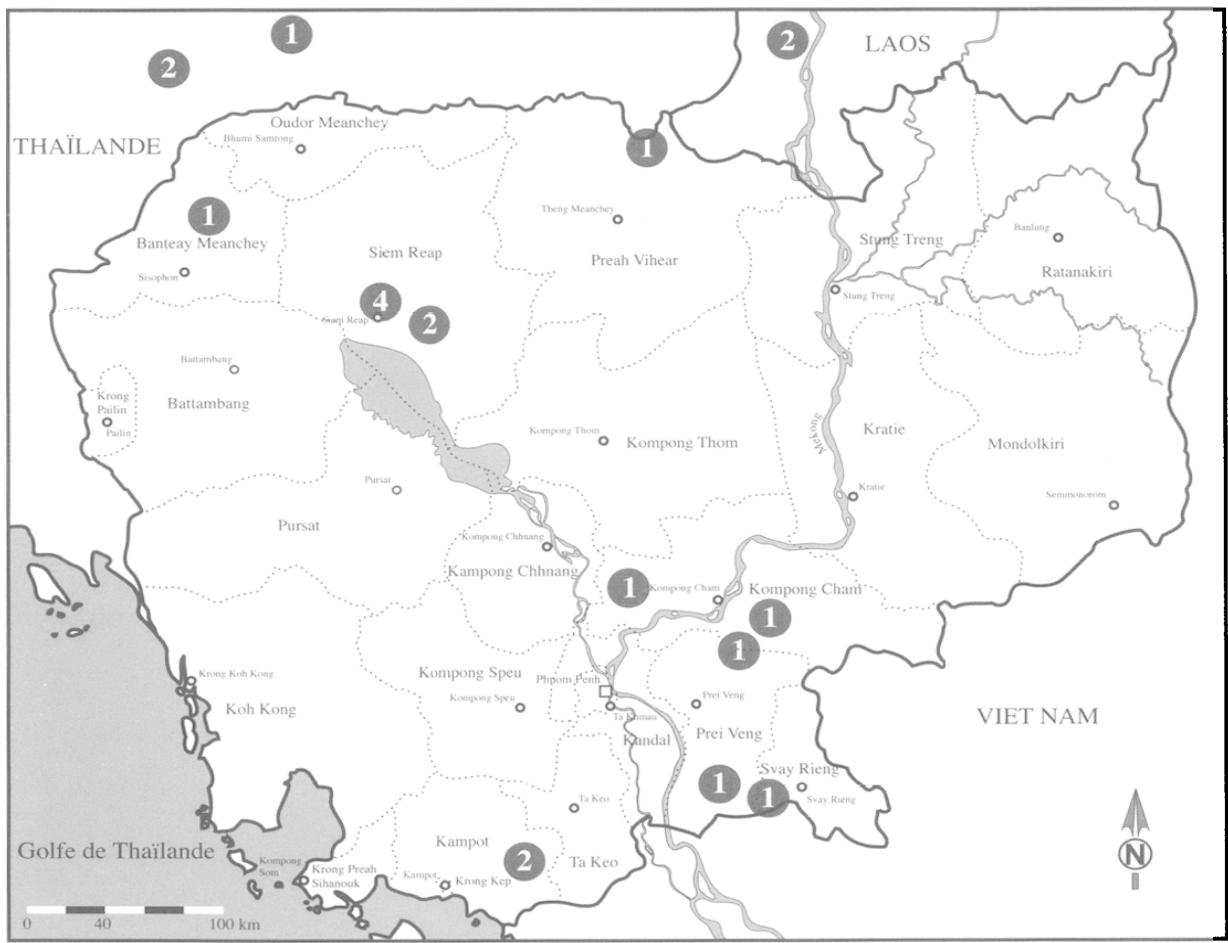 1
2
2
LAOS
Oudor Meanchey
Bhumi Samrong
THAÏLANDE
1
1
Banteay Meanchey
Sisophon
Tbeng Meanchey
Siem Reap
Preah Vihear
Stung Treng
Banlung
Ratanakiri
4
Siem Reap
2
Stung Treng
Battambang
Battambang
Krong
Pailin
Pailin
Kompong Thom
Kompong Thom
Mekong
Kratie
Mondolkiri
Pursat
Kratie
Semmonorom
Pursat
Kompong Chhnang
Kampong Chhnang
1
Kompong Cham
Kompong Cham
1
1
Krong Koh Kong
Koh Kong
Kompong Speu
Kompong Speu
Phnom Penh
Ta Khmau
Kandal
Prei Veng
Prei Veng
VIET NAM
1
Svay Rieng
1
Svay Rieng
Ta Keo
Kampot
2
Ta Keo
Golfe de Thaïlande
Kompong
Som
Krong Preah
Sihanouk
Kampot
Krong Kep
N
0 40 100 km